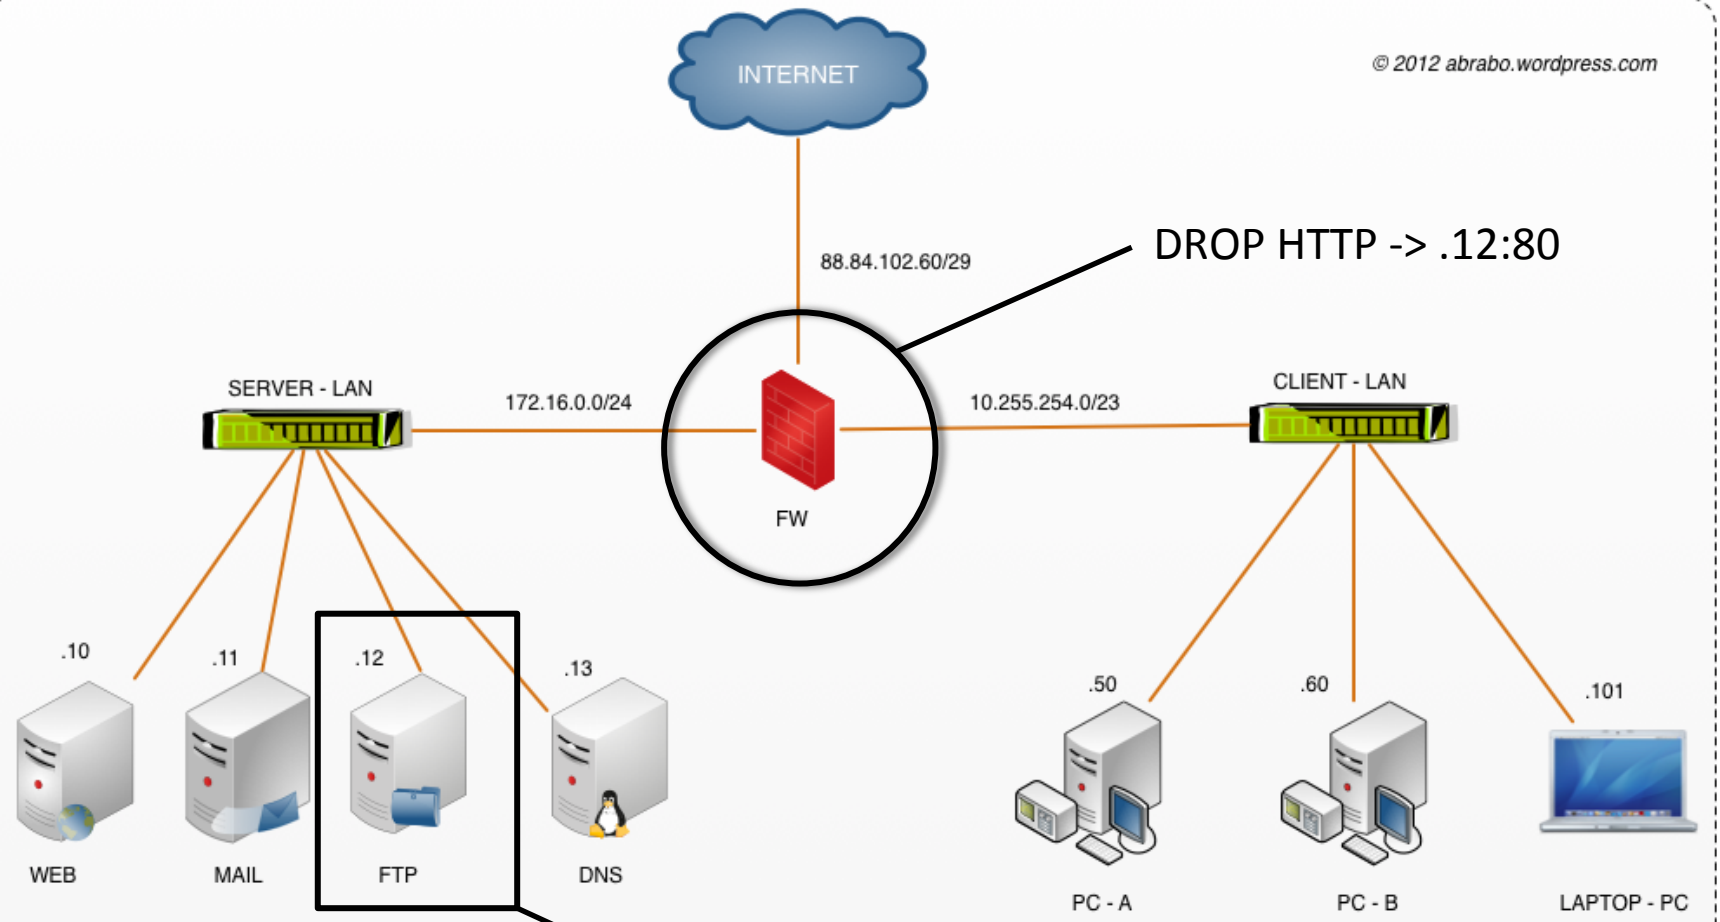 INTERNET
© 2012 abrabo.wordpress.com
DROP HTTP -> .12:80
88.84.102.60/29
SERVER - LAN
172.16.0.0/24
10.255.254.0/23
CLIENT - LAN
FW
.10
.11
.12
.13
.50
.60
.101
WEB
MAIL
FTP
DNS
PC - A
PC - B
LAPTOP - PC